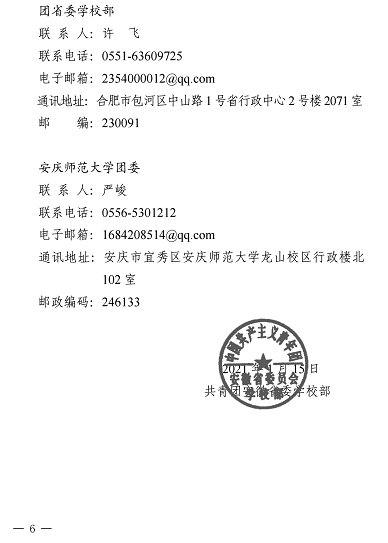 团省委学校部
联 系 人：许 飞
联系电话：0551-63609725
电子邮箱：2354000012@qq.com
通讯地址：合肥市包河区中山路 1 号省行政中心 2 号楼 2071 室
邮 编：230091
安庆师范大学团委
联 系 人：严峻
联系电话：0556-5301212
电子邮箱：1684208514@qq.com
通讯地址：安庆市宜秀区安庆师范大学龙山校区行政楼北
102 室
邮政编码：246133
中国共产主义青年团
安徽省委员会
学校部
2021 年 1 月 15 日
共青团安徽省委学校部
— 6 —